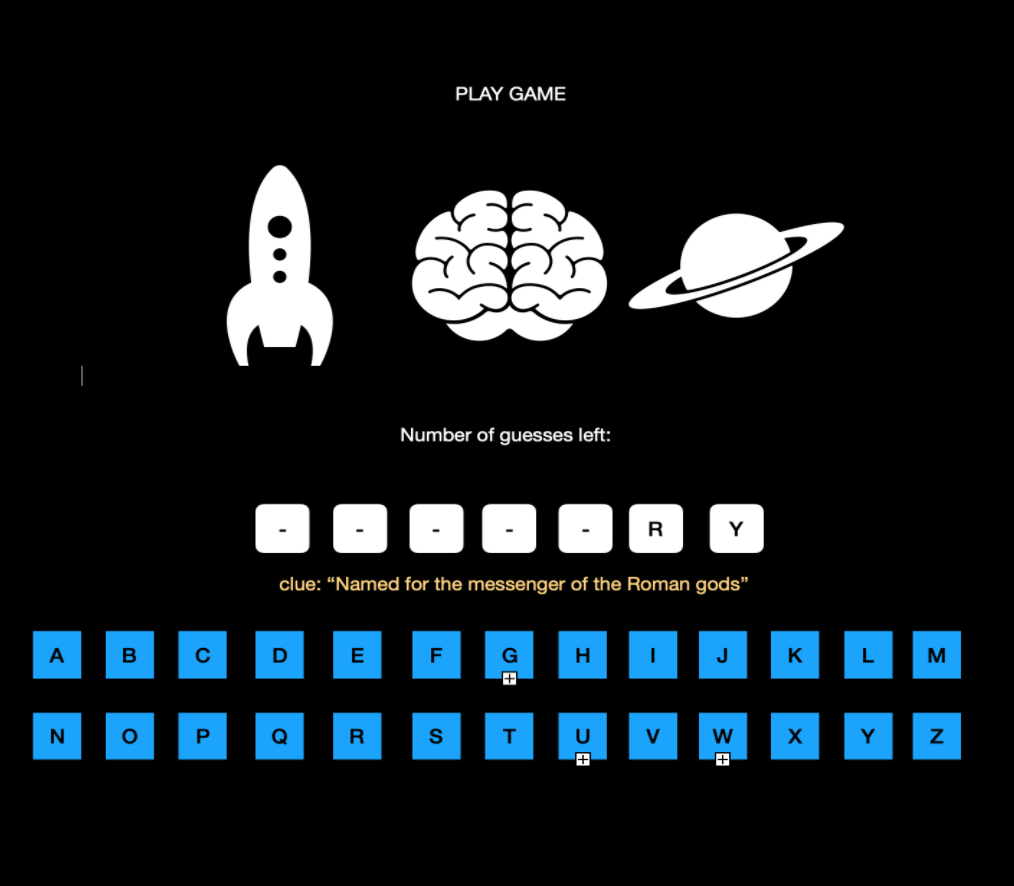 PLAY GAME
Number of guesses left:
- - - - - R Y
clue: “Named for the messenger of the Roman gods”
A B C D E F G H I J K L M
N O P Q R S T U V W X Y Z